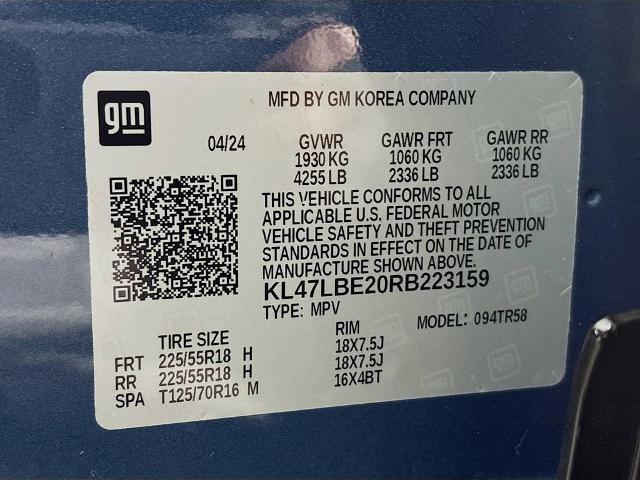 gm
MFD BY GM KOREA COMPANY
04/24 GVWR GAWR FRT GAWR RR
1930 KG 1060 KG 1060 KG
4255 LB 2336 LB 2336 LB
THIS VEHICLE CONFORMS TO ALL
APPLICABLE U.S. FEDERAL MOTOR
VEHICLE SAFETY AND THEFT PREVENTION
STANDARDS IN EFFECT ON THE DATE OF
MANUFACTURE SHOWN ABOVE.
KL47LBE20RB223159
TYPE: MPV MODEL: 094TR58
TIRE SIZE RIM
FRT 225/55R18 H 18X7.5J
RR 225/55R18 H 18X7.5J
SPA T125/70R16 M 16X4BT